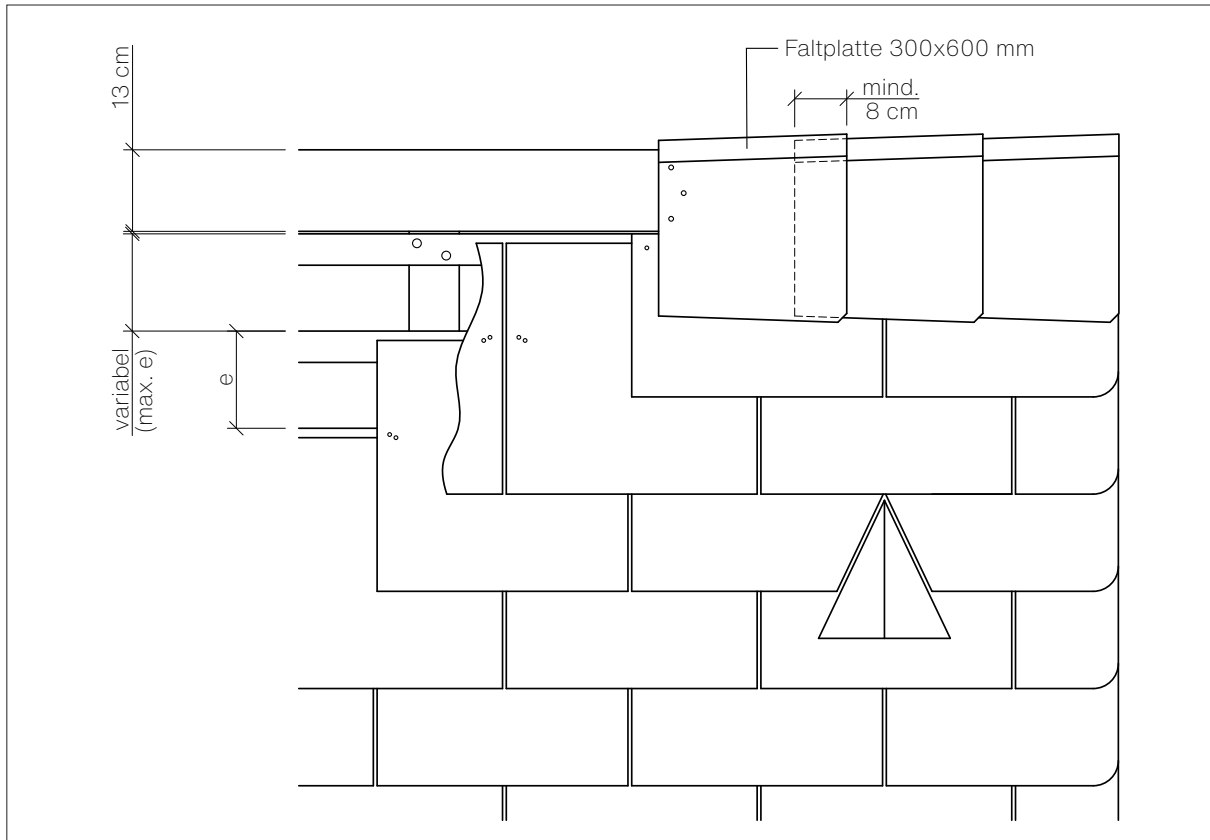 Faltplatte 300x600 mm
mind.
8 cm
13 cm
variabel
(max. e)
e